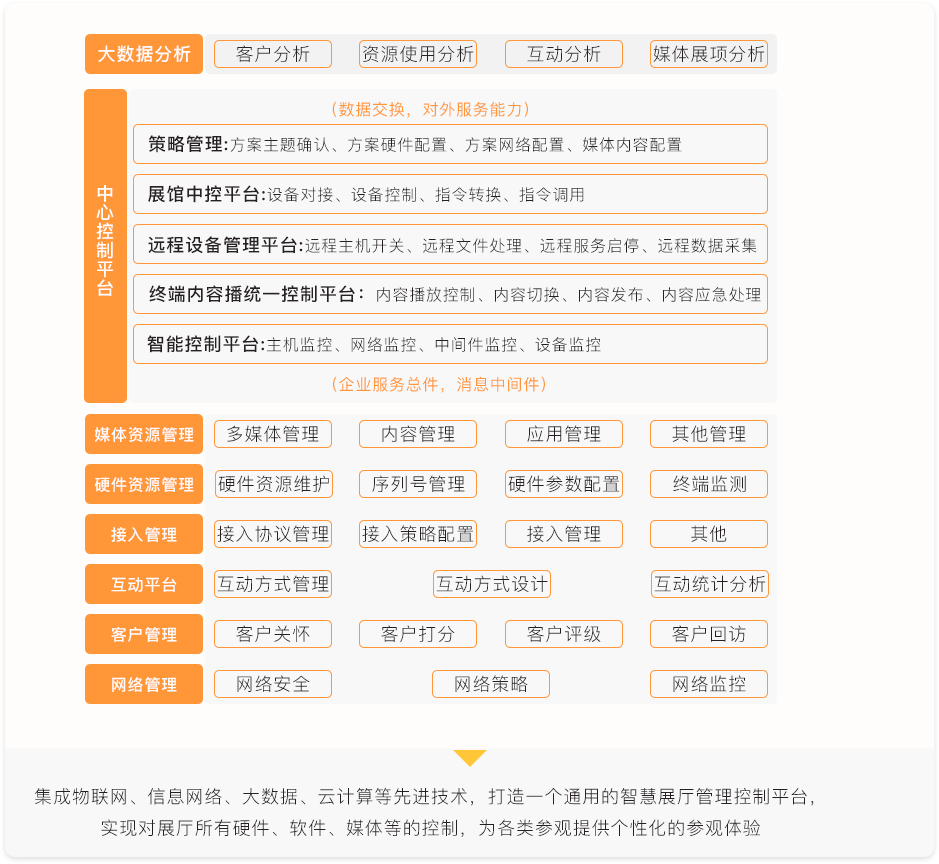 大数据分析 客户分析 资源使用分析 互动分析 媒体展项分析
中心控制平台
(数据交换，对外服务能力)
策略管理:方案主题确认、方案硬件配置、方案网络配置、媒体内容配置
展馆中控平台:设备对接、设备控制、指令转换、指令调用
远程设备管理平台:远程主机开关、远程文件处理、远程服务启停、远程数据采集
终端内容播统一控制平台：内容播放控制、内容切换、内容发布、内容应急处理
智能控制平台:主机监控、网络监控、中间件监控、设备监控
(企业服务总件，消息中间件)
媒体资源管理 多媒体管理 内容管理 应用管理 其他管理
硬件资源管理 硬件资源维护 序列号管理 硬件参数配置 终端监测
接入管理 接入协议管理 接入策略配置 接入管理 其他
互动平台 互动方式管理 互动方式设计 互动统计分析
客户管理 客户关怀 客户打分 客户评级 客户回访
网络管理 网络安全 网络策略 网络监控
集成物联网、信息网络、大数据、云计算等先进技术，打造一个通用的智慧展厅管理控制平台，
实现对展厅所有硬件、软件、媒体等的控制，为各类参观提供个性化的参观体验